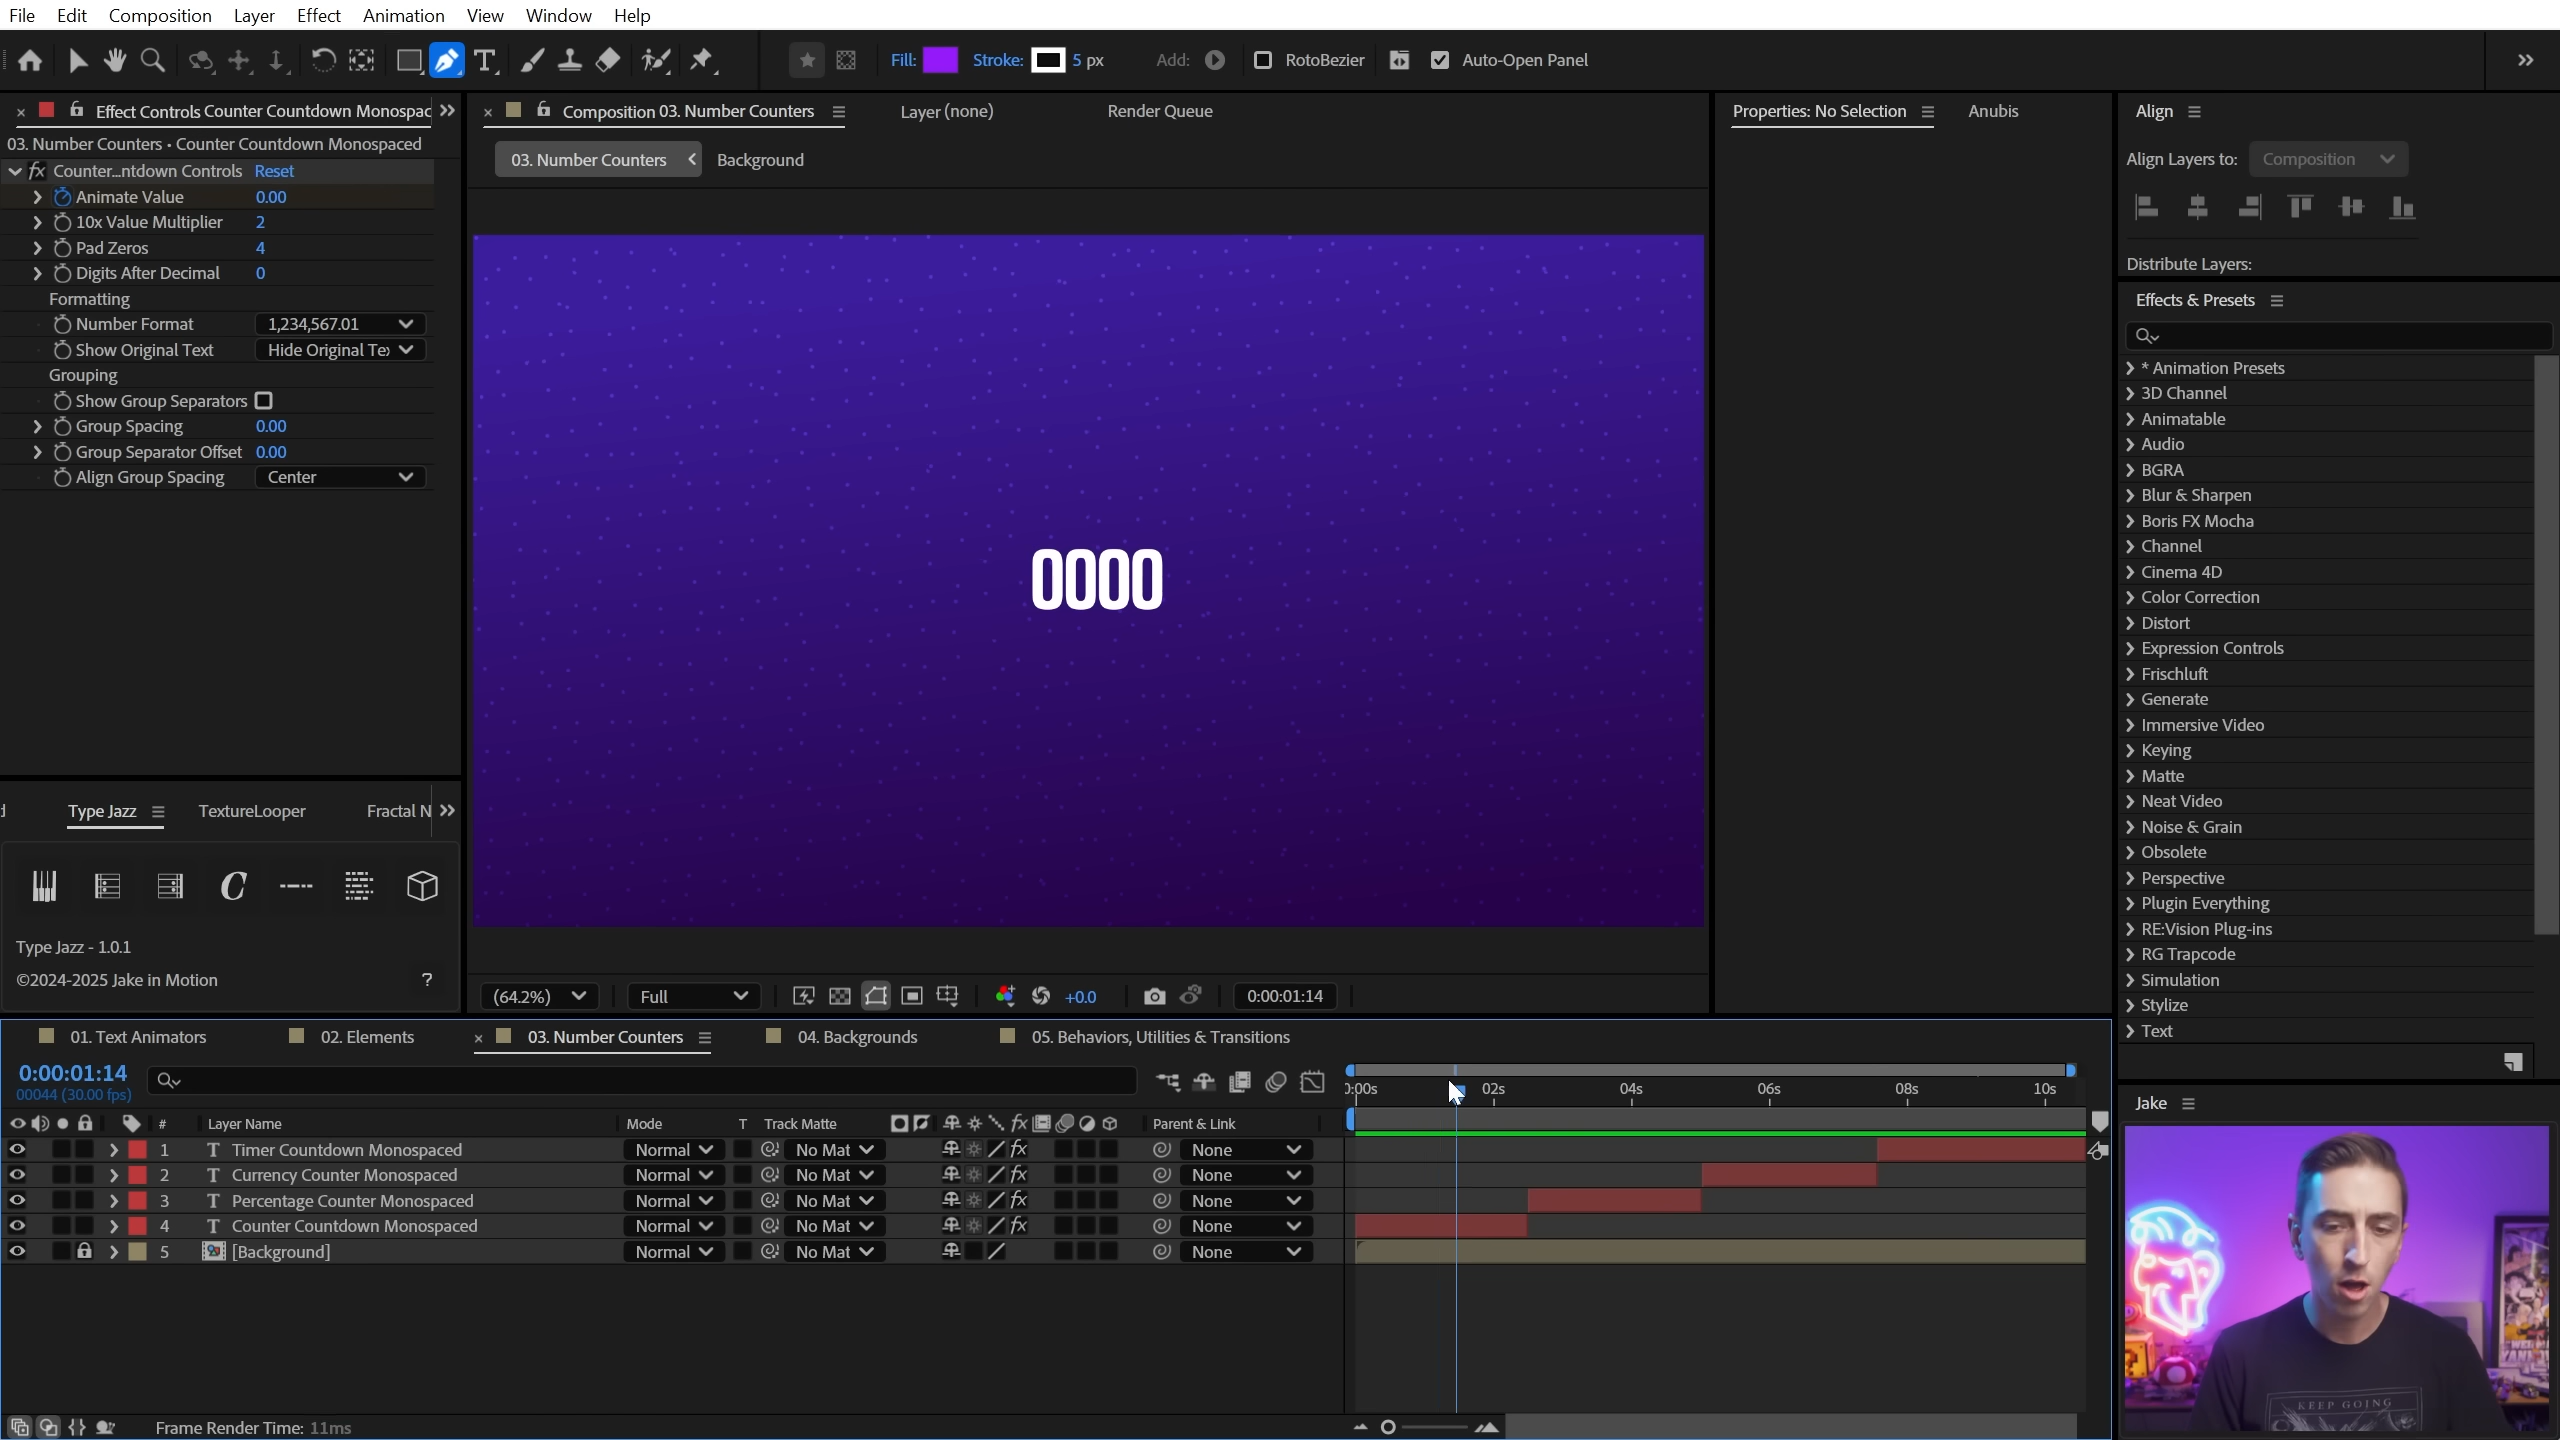 File Edit Composition Layer Effect Animation View Window Help
Fill: Stroke: 5 px Add: RotoBezier Auto-Open Panel
Effect Controls Counter Countdown Monospac
03. Number Counters • Counter Countdown Monospaced
fx Counter...ntdown Controls Reset
Animate Value 0.00
10x Value Multiplier 2
Pad Zeros 4
Digits After Decimal 0
Formatting
Number Format 1,234,567.01
Show Original Text Hide Original Te
Grouping
Show Group Separators
Group Spacing 0.00
Group Separator Offset 0.00
Align Group Spacing Center
Type Jazz TextureLooper Fractal N
Type Jazz - 1.0.1
©2024-2025 Jake in Motion ?
Composition 03. Number Counters Layer (none) Render Queue
03. Number Counters Background
0000
(64.2%) Full +0.0 0:00:01:14
Properties: No Selection Anubis
Align
Align Layers to: Composition
Distribute Layers:
Effects & Presets
* Animation Presets
3D Channel
Animatable
Audio
BGRA
Blur & Sharpen
Boris FX Mocha
Channel
Cinema 4D
Color Correction
Distort
Expression Controls
Frischluft
Generate
Immersive Video
Keying
Matte
Neat Video
Noise & Grain
Obsolete
Perspective
Plugin Everything
RE:Vision Plug-ins
RG Trapcode
Simulation
Stylize
Text
01. Text Animators 02. Elements 03. Number Counters 04. Backgrounds 05. Behaviors, Utilities & Transitions
0:00:01:14
00044 (30.00 fps)
0:00s 02s 04s 06s 08s 10s
# Layer Name Mode T Track Matte fx Parent & Link
1 T Timer Countdown Monospaced Normal No Mat fx None
2 T Currency Counter Monospaced Normal No Mat fx None
3 T Percentage Counter Monospaced Normal No Mat fx None
4 T Counter Countdown Monospaced Normal No Mat fx None
5 [Background] Normal No Mat None
Frame Render Time: 11ms
Jake
KEEP GOING